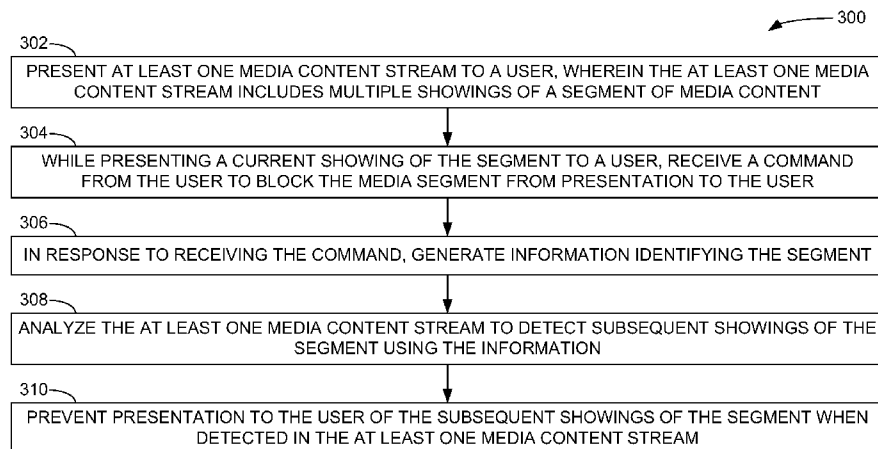 300
302
PRESENT AT LEAST ONE MEDIA CONTENT STREAM TO A USER, WHEREIN THE AT LEAST ONE MEDIA
CONTENT STREAM INCLUDES MULTIPLE SHOWINGS OF A SEGMENT OF MEDIA CONTENT
304
WHILE PRESENTING A CURRENT SHOWING OF THE SEGMENT TO A USER, RECEIVE A COMMAND
FROM THE USER TO BLOCK THE MEDIA SEGMENT FROM PRESENTATION TO THE USER
306
IN RESPONSE TO RECEIVING THE COMMAND, GENERATE INFORMATION IDENTIFYING THE SEGMENT
308
ANALYZE THE AT LEAST ONE MEDIA CONTENT STREAM TO DETECT SUBSEQUENT SHOWINGS OF THE
SEGMENT USING THE INFORMATION
310
PREVENT PRESENTATION TO THE USER OF THE SUBSEQUENT SHOWINGS OF THE SEGMENT WHEN
DETECTED IN THE AT LEAST ONE MEDIA CONTENT STREAM